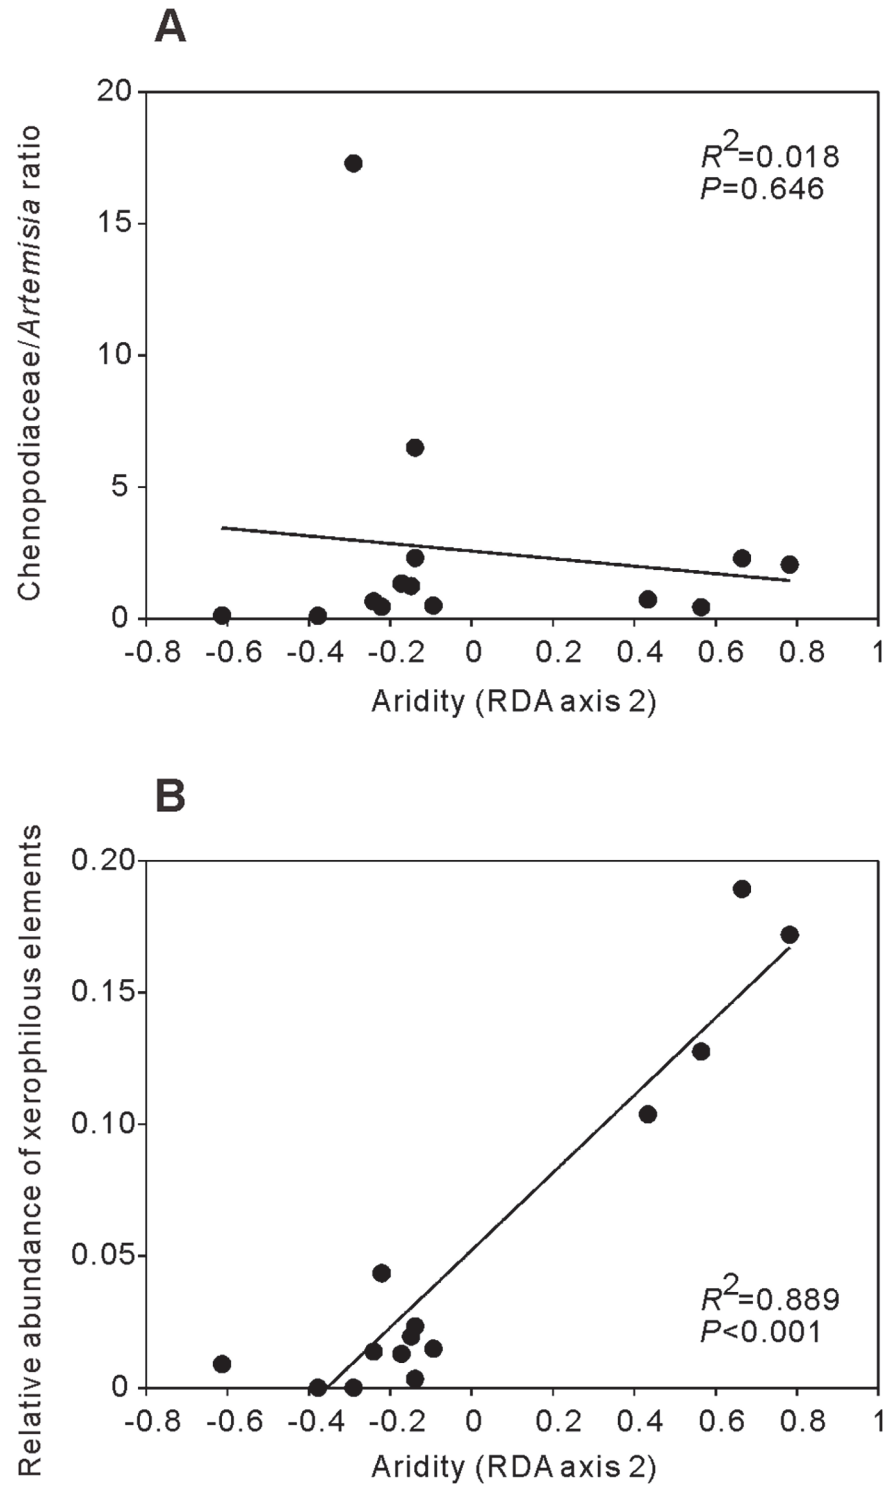 A
Chenopodiaceae/Artemisia ratio
20
15
10
5
0
R2=0.018
P=0.646
-0.8 -0.6 -0.4 -0.2 0 0.2 0.4 0.6 0.8 1
Aridity (RDA axis 2)
B
Relative abundance of xerophilous elements
0.20
0.15
0.10
0.05
0
R2=0.889
P<0.001
-0.8 -0.6 -0.4 -0.2 0 0.2 0.4 0.6 0.8 1
Aridity (RDA axis 2)